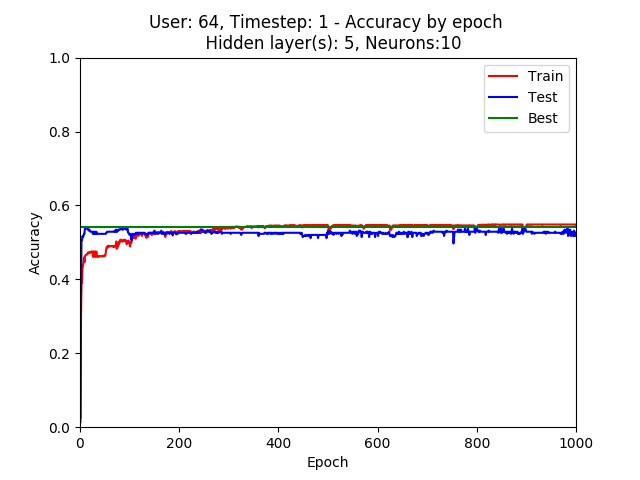 User: 64, Timestep: 1 - Accuracy by epoch
Hidden layer(s): 5, Neurons:10
1.0
0.8
0.6
0.4
0.2
0.0
Accuracy
Train
Test
Best
0 200 400 600 800 1000
Epoch